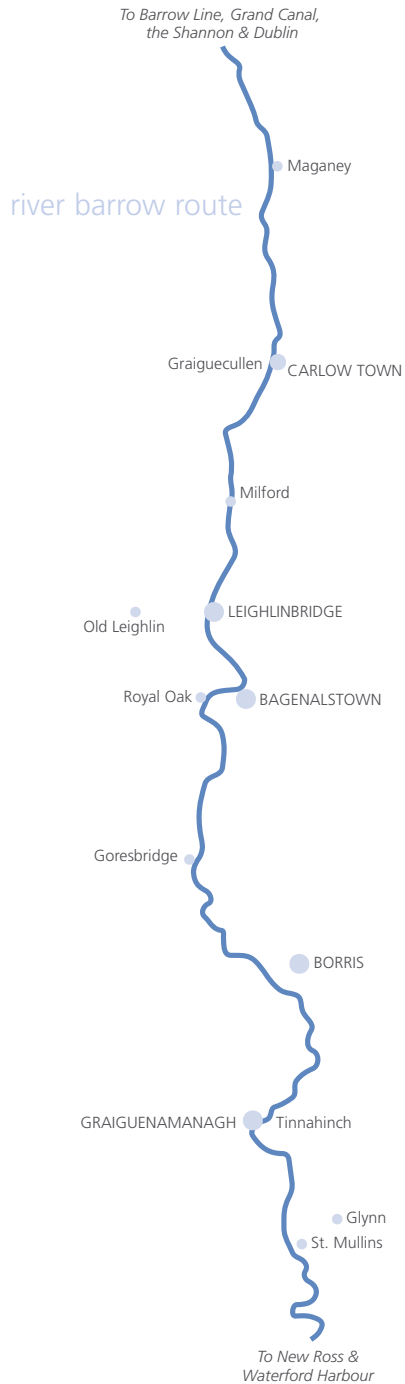 To Barrow Line, Grand Canal,
the Shannon & Dublin
Maganey
river barrow route
Graiguecullen
CARLOW TOWN
Milford
LEIGHLINBRIDGE
Old Leighlin
Royal Oak
BAGENALSTOWN
Goresbridge
BORRIS
GRAIGUENAMANAGH
Tinnahinch
Glynn
St. Mullins
To New Ross &
Waterford Harbour